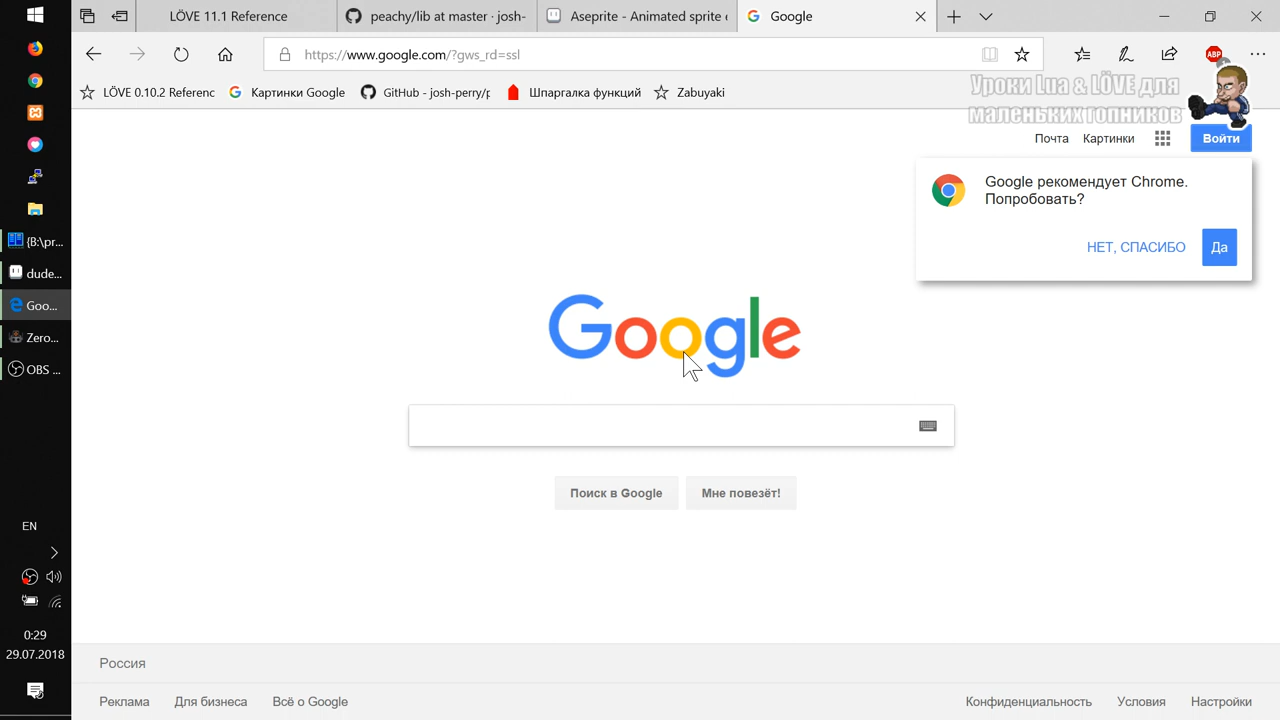 LÖVE 11.1 Reference
peachy/lib at master · josh-
Aseprite - Animated sprite e
Google
https://www.google.com/?gws_rd=ssl
ABP
LÖVE 0.10.2 Referenc
Картинки Google
GitHub - josh-perry/p
Шпаргалка функций
Zabuyaki
Уроки Lua & LÖVE для
маленьких гопников
Почта
Картинки
Войти
Google рекомендует Chrome.
Попробовать?
НЕТ, СПАСИБО
Да
Google
Поиск в Google
Мне повезёт!
Россия
Реклама
Для бизнеса
Всё о Google
Конфиденциальность
Условия
Настройки
{B:\pr...
dude...
Goo...
Zero...
OBS ...
EN
0:29
29.07.2018